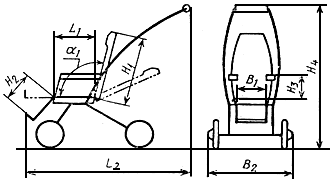 L₁
α₁
H₁
H₂
L₂
B₁
H₃
H₄
B₂